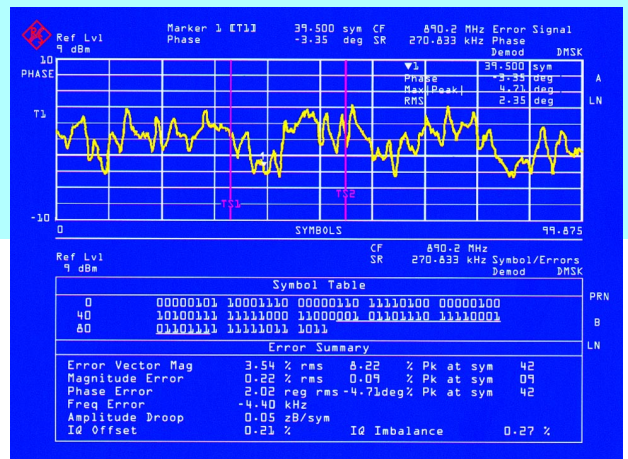 Marker 1 [T1] 39.500 sym CF 890.2 MHz Error Signal
Ref Lvl Phase -3.35 deg SR 270.833 kHz Phase
9 dBm Demod DMSK
10 ▼1 39.500 sym
PHASE Phase -3.35 deg A
Max|Peak| 4.71 deg
T1 RMS 2.35 deg LN
TS2
TS1
-10
0 SYMBOLS 99.875
CF 890.2 MHz
Ref Lvl SR 270.833 kHz Symbol/Errors
9 dBm Demod DMSK
Symbol Table
PRN
0 00000101 10001110 00000110 11110100 00000100
40 10100111 11111000 11000001 01101110 11110001
80 01101111 11111011 1011
B
Error Summary
LN
Error Vector Mag 3.54 % rms 8.22 % Pk at sym 42
Magnitude Error 0.22 % rms 0.09 % Pk at sym 09
Phase Error 2.02 reg rms -4.71deg% Pk at sym 42
Freq Error -4.40 kHz
Amplitude Droop 0.05 zB/sym
IQ Offset 0.21 % IQ Imbalance 0.27 %